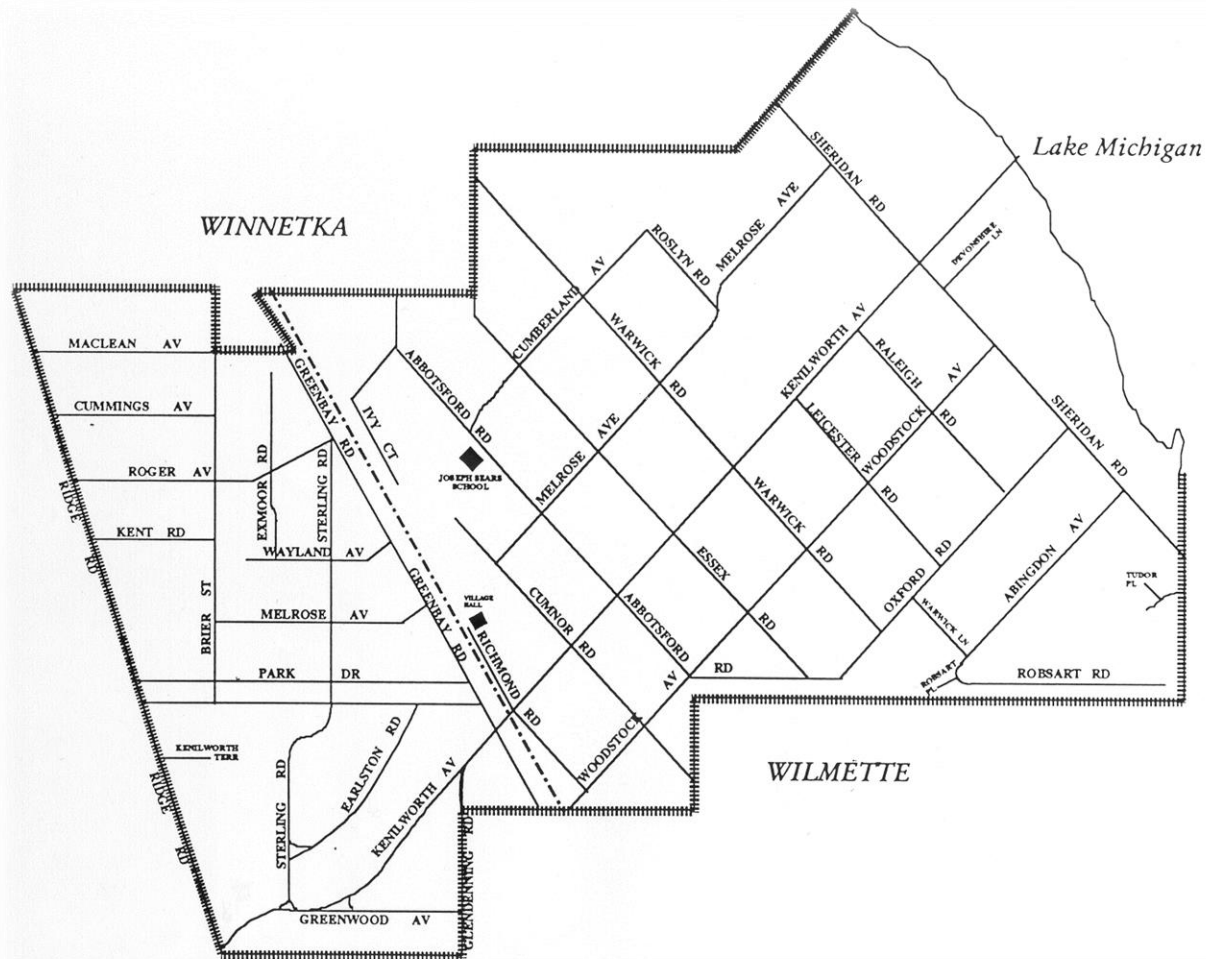 Lake Michigan
WINNETKA
SHERIDAN RD
DEVONSHIRE
LN
ROSLYN RD
MELROSE AVE
CUMBERLAND AV
WARWICK RD
KENILWORTH AV
RALEIGH RD
MACLEAN AV
GREENBAY RD
ABBOTSFORD RD
IVY CT
CUMMINGS AV
MELROSE AVE
LEICESTER RD
WOODSTOCK AV
SHERIDAN RD
ROGER AV
EXMOOR RD
STERLING RD
JOSEPH SEARS
SCHOOL
WARWICK RD
RIDGE RD
KENT RD
WAYLAND AV
ESSEX RD
OXFORD RD
ABINGDON AV
TUDOR
PL
BRIER ST
MELROSE AV
GREENBAY RD
VILLAGE
HALL
RICHMOND RD
CUMNOR RD
ABBOTSFORD RD
WARWICK LN
ROBSART
PL
ROBSART RD
PARK DR
WOODSTOCK AV
KENILWORTH
TERR
RIDGE RD
STERLING RD
EARLSTON RD
KENILWORTH AV
WILMETTE
GLENDENNING RD
GREENWOOD AV